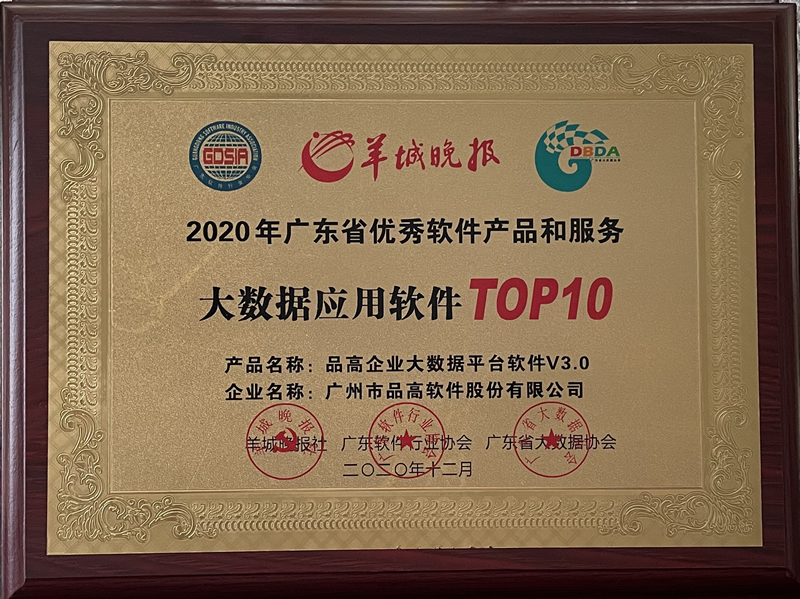 GUANGDONG SOFTWARE INDUSTRY ASSOCIATION
GDSIA
羊城晚报
DBDA
2020年广东省优秀软件产品和服务
大数据应用软件TOP10
产品名称：品高企业大数据平台软件V3.0
企业名称：广州市品高软件股份有限公司
羊城晚报社 广东软件行业协会 广东省大数据协会
二〇二〇年十二月